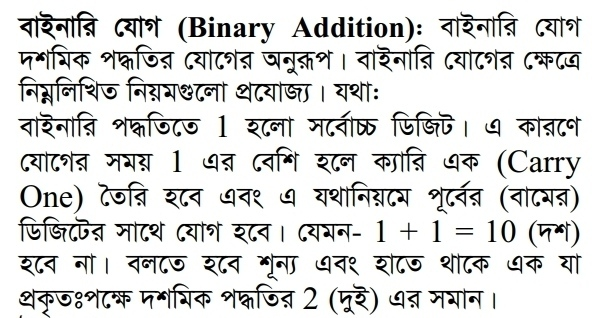 বাইনারি যোগ (Binary Addition): বাইনারি যোগ
দশমিক পদ্ধতির যোগের অনুরূপ। বাইনারি যোগের ক্ষেত্রে
নিম্নলিখিত নিয়মগুলো প্রযোজ্য। যথা:
বাইনারি পদ্ধতিতে 1 হলো সর্বোচ্চ ডিজিট। এ কারণে
যোগের সময় 1 এর বেশি হলে ক্যারি এক (Carry
One) তৈরি হবে এবং এ যথানিয়মে পূর্বের (বামের)
ডিজিটের সাথে যোগ হবে। যেমন- 1 + 1 = 10 (দশ)
হবে না। বলতে হবে শূন্য এবং হাতে থাকে এক যা
প্রকৃতঃপক্ষে দশমিক পদ্ধতির 2 (দুই) এর সমান।